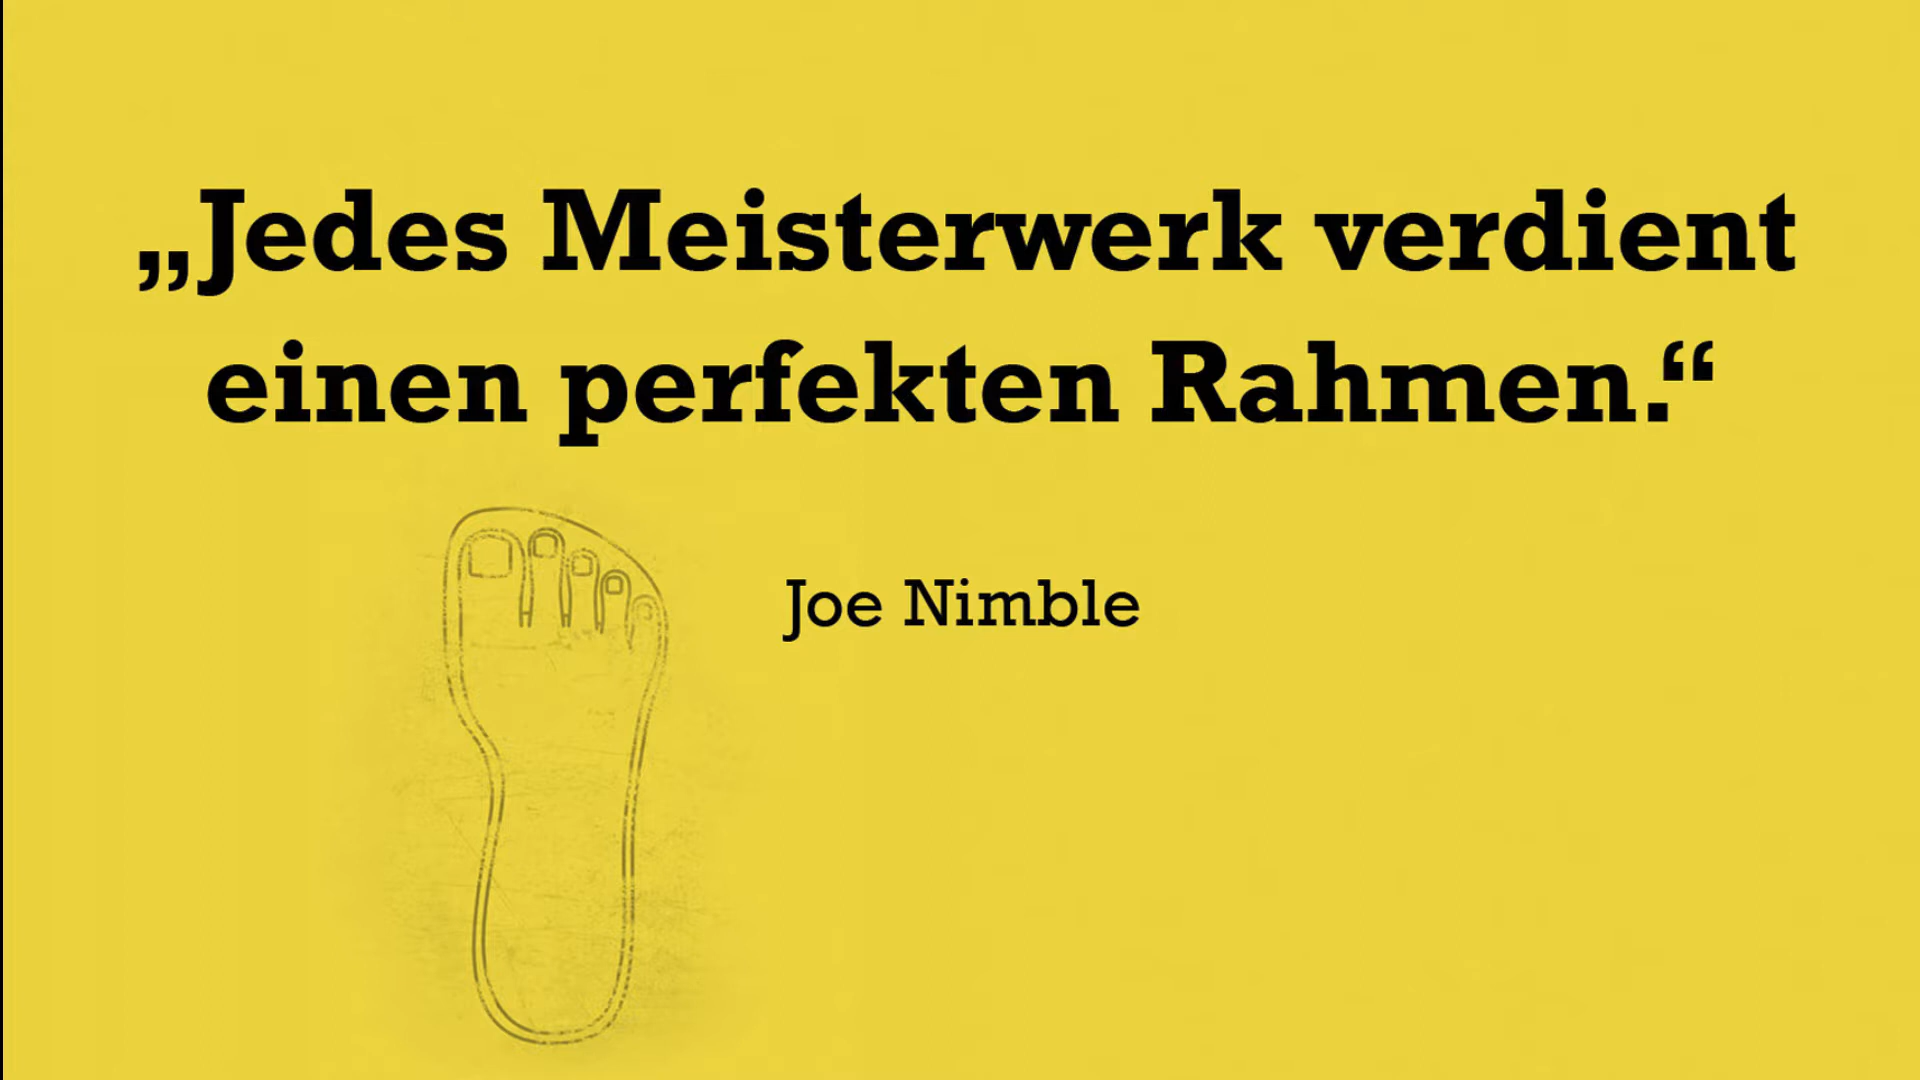 „Jedes Meisterwerk verdient
einen perfekten Rahmen.“
Joe Nimble